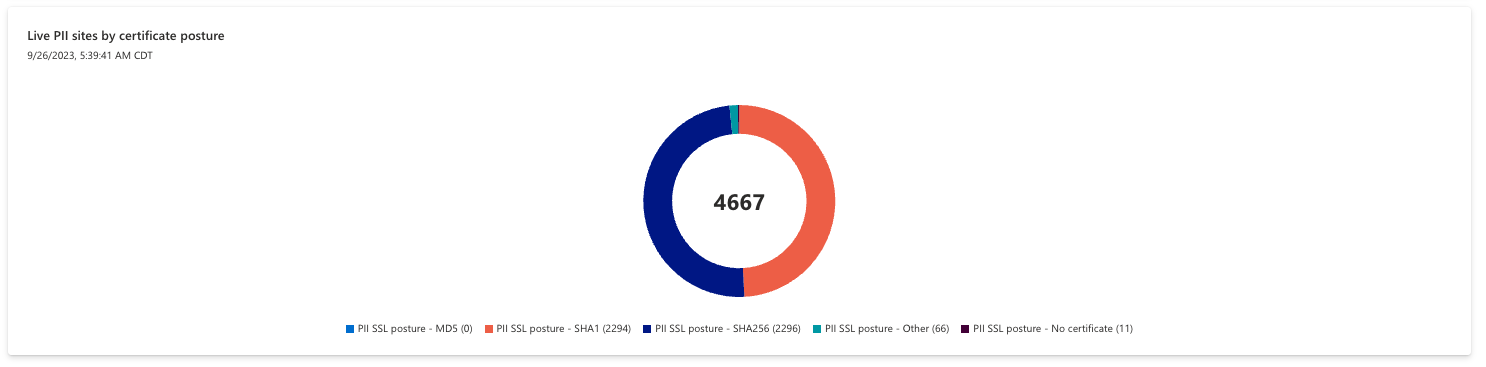 Live PII sites by certificate posture
9/26/2023, 5:39:41 AM CDT
4667
PII SSL posture - MD5 (0) PII SSL posture - SHA1 (2294) PII SSL posture - SHA256 (2296) PII SSL posture - Other (66) PII SSL posture - No certificate (11)